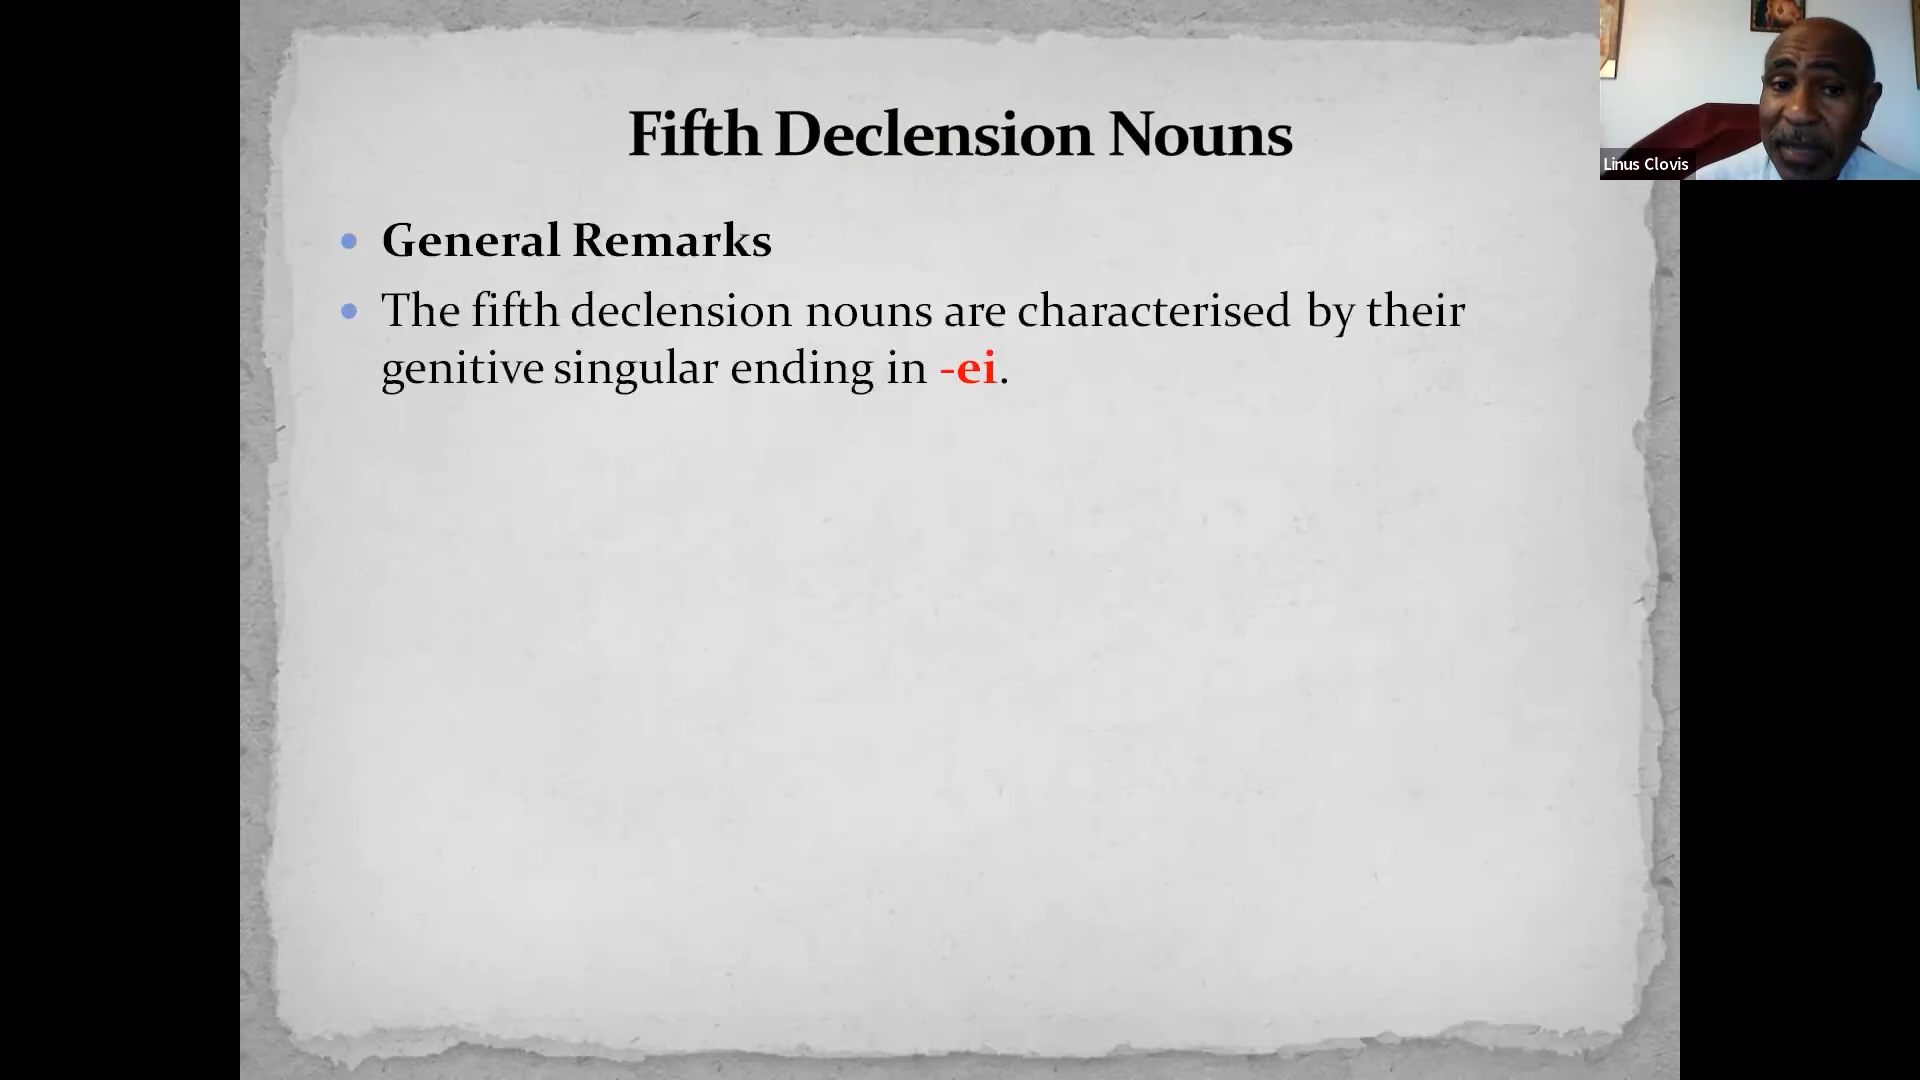 Fifth Declension Nouns
Linus Clovis
• General Remarks
• The fifth declension nouns are characterised by their
genitive singular ending in -ei.